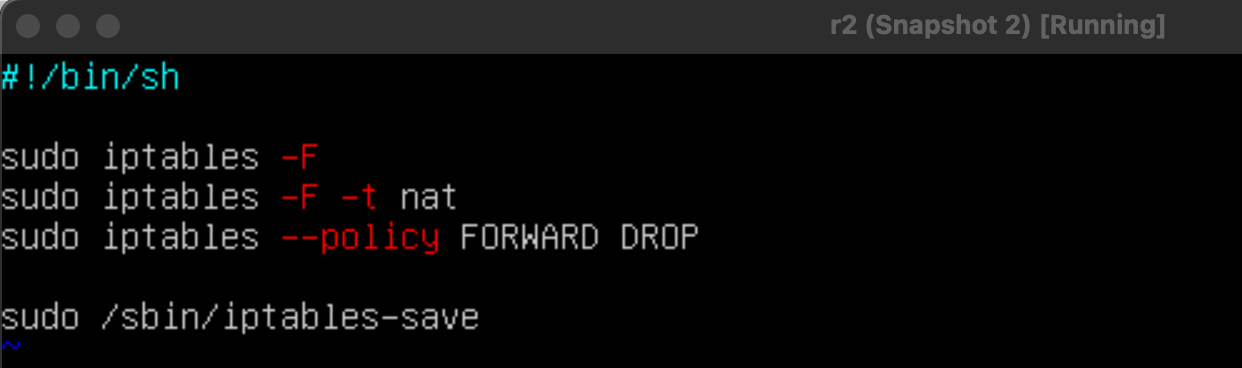 r2 (Snapshot 2) [Running]
#!/bin/sh
sudo iptables -F
sudo iptables -F -t nat
sudo iptables --policy FORWARD DROP
sudo /sbin/iptables-save
~